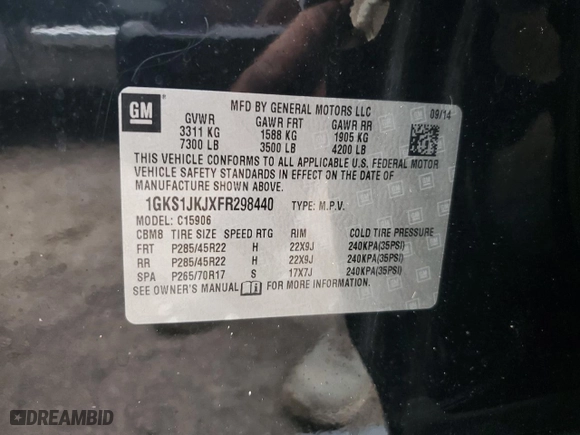 GM
MFD BY GENERAL MOTORS LLC 09/14
GVWR GAWR FRT GAWR RR
3311 KG 1588 KG 1905 KG
7300 LB 3500 LB 4200 LB
THIS VEHICLE CONFORMS TO ALL APPLICABLE U.S. FEDERAL MOTOR
VEHICLE SAFETY STANDARDS IN EFFECT ON THE DATE OF
MANUFACTURE SHOWN ABOVE.
1GKS1JKJXFR298440 TYPE: M.P.V.
MODEL: C15906
CBMB TIRE SIZE SPEED RTG RIM COLD TIRE PRESSURE
FRT P285/45R22 H 22X9J 240KPA(35PSI)
RR P285/45R22 H 22X9J 240KPA(35PSI)
SPA P265/70R17 S 17X7J 240KPA(35PSI)
SEE OWNER'S MANUAL FOR MORE INFORMATION.
DREAMBID